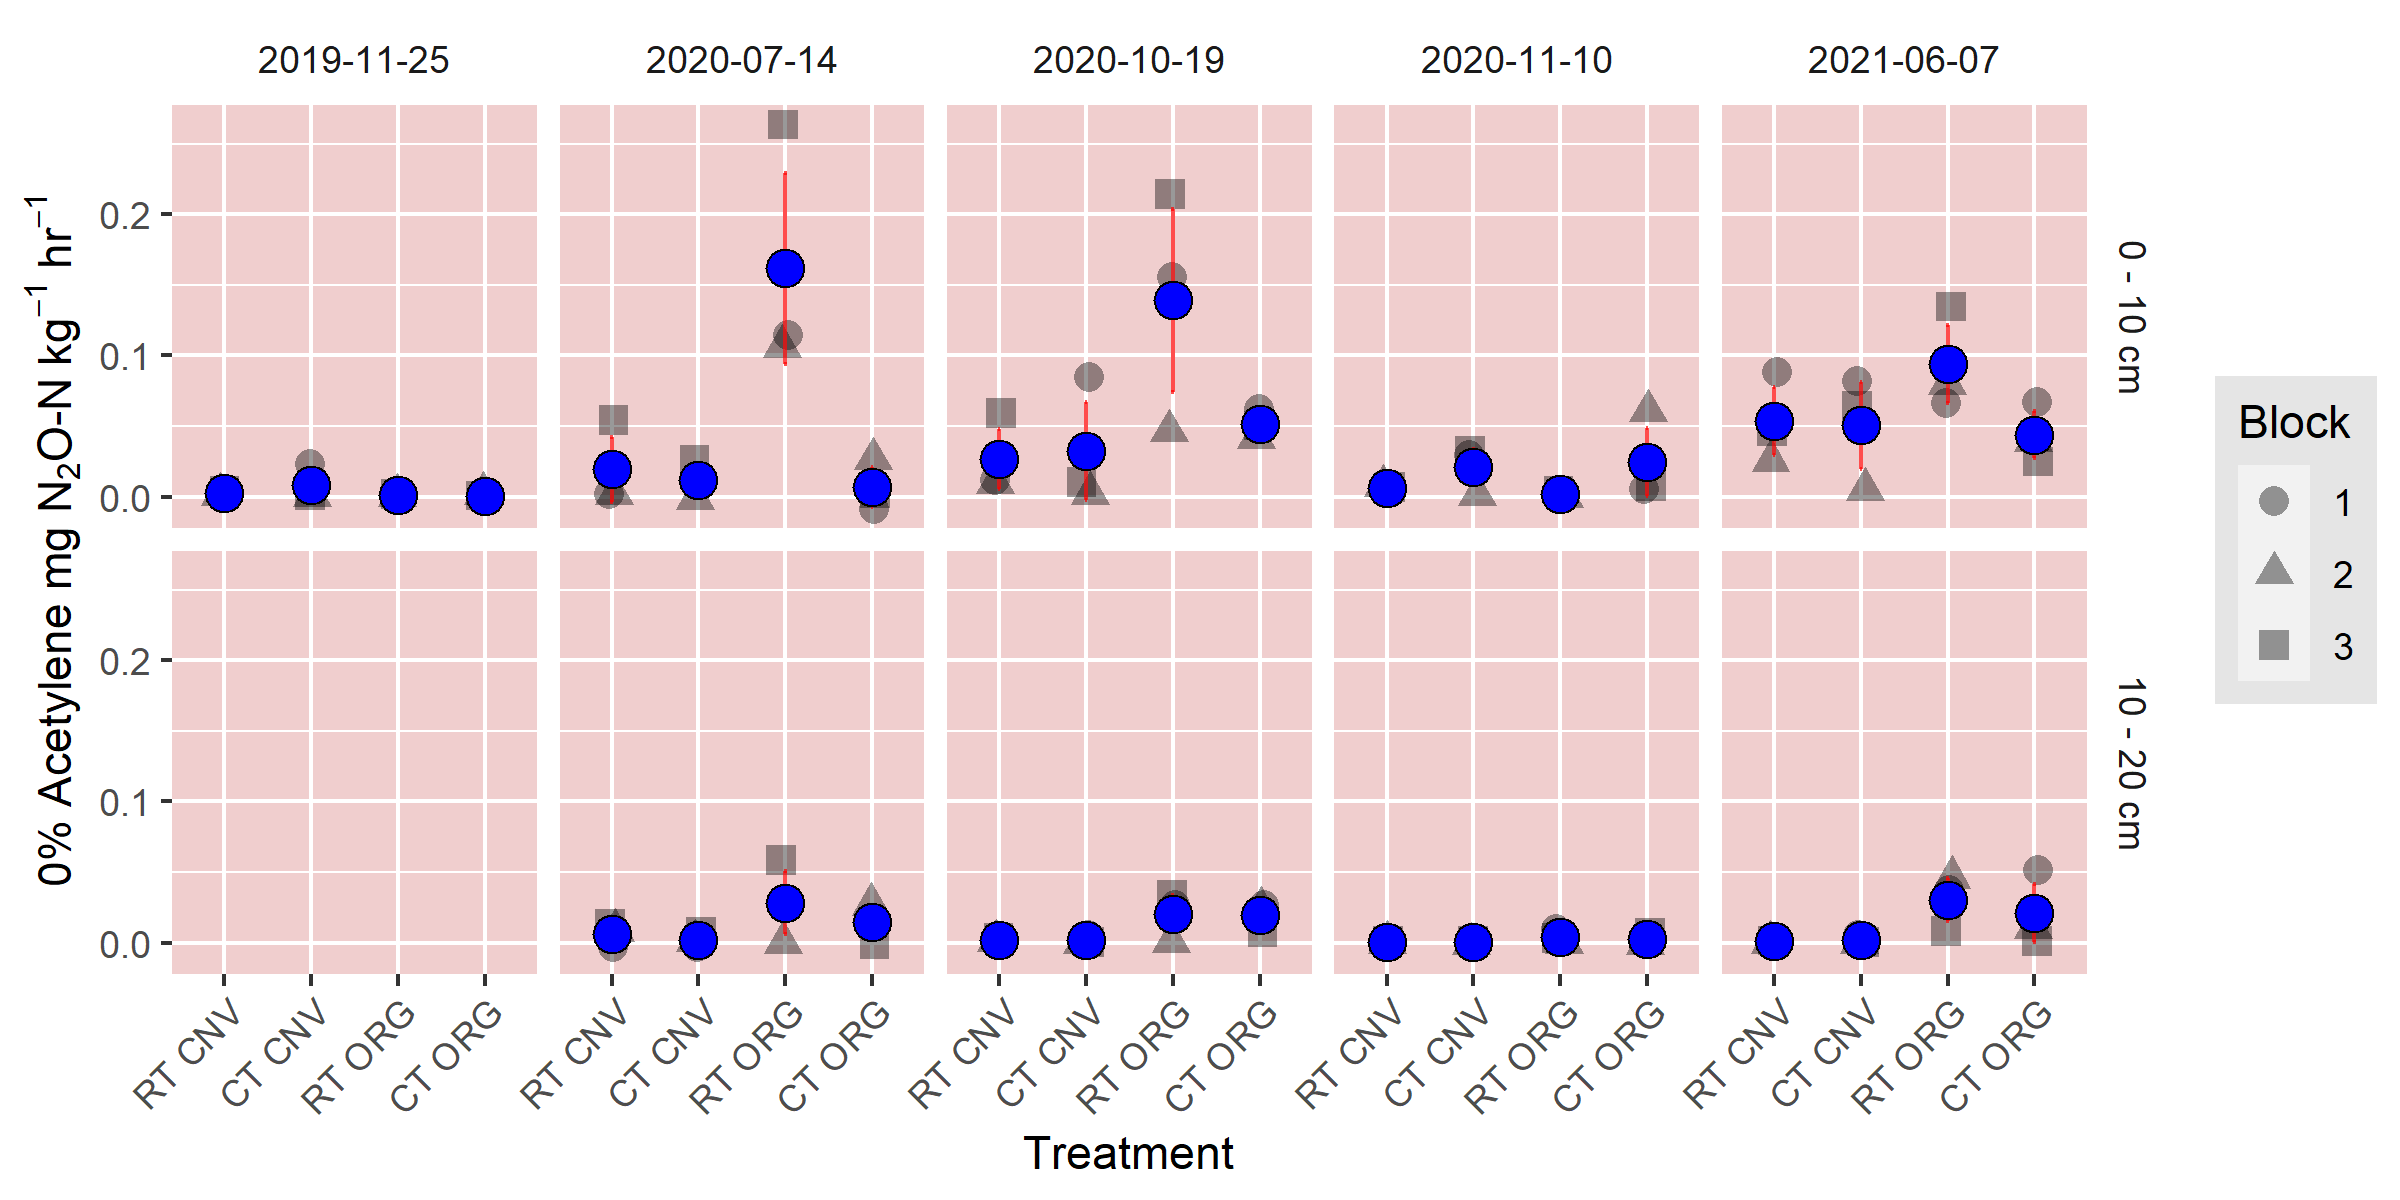 2019-11-25 2020-07-14 2020-10-19 2020-11-10 2021-06-07
0% Acetylene mg N₂O-N kg⁻¹ hr⁻¹
0.2
0.1
0.0
0 - 10 cm
0.2
0.1
0.0
10 - 20 cm
RT CNV CT CNV RT ORG CT ORG RT CNV CT CNV RT ORG CT ORG RT CNV CT CNV RT ORG CT ORG RT CNV CT CNV RT ORG CT ORG RT CNV CT CNV RT ORG CT ORG
Treatment
Block
1
2
3